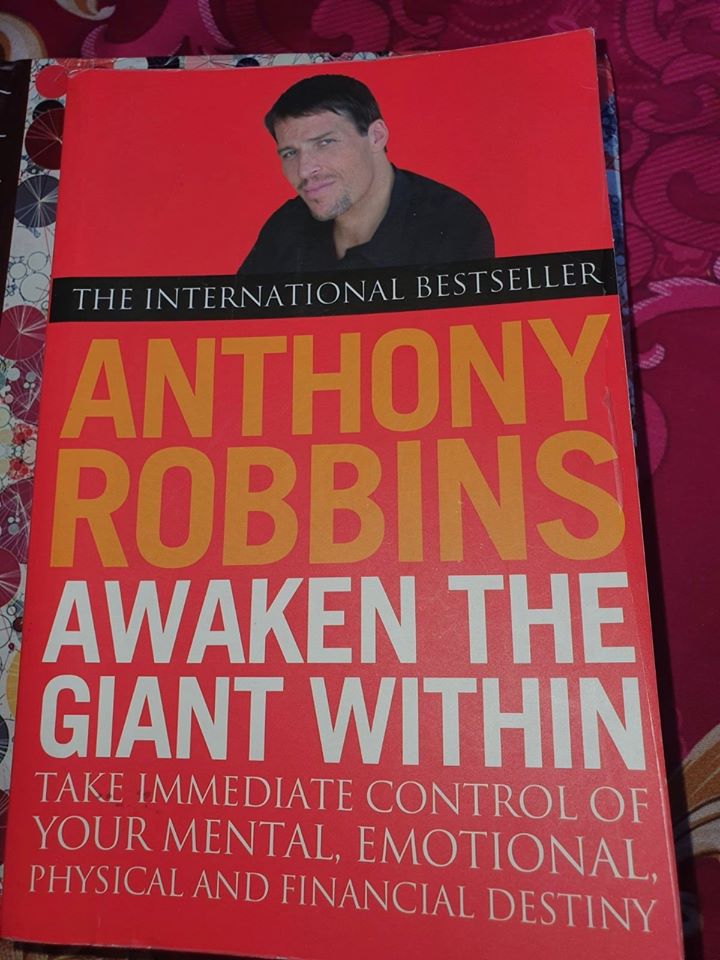 THE INTERNATIONAL BESTSELLER
ANTHONY
ROBBINS
AWAKEN THE
GIANT WITHIN
TAKE IMMEDIATE CONTROL OF
YOUR MENTAL, EMOTIONAL,
PHYSICAL AND FINANCIAL DESTINY